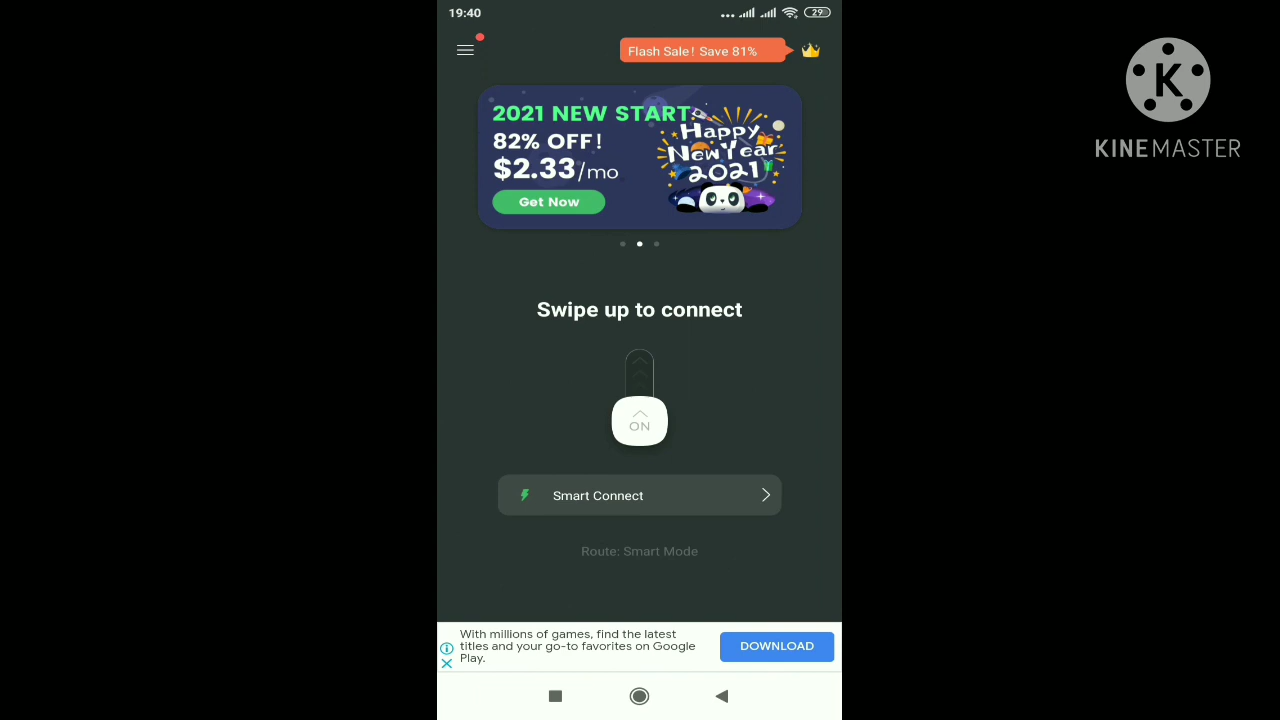 19:40
29
Flash Sale! Save 81%
2021 NEW START
82% OFF!
$2.33/mo
Get Now
Happy
New Year
2021
Swipe up to connect
ON
Smart Connect
Route: Smart Mode
With millions of games, find the latest
titles and your go-to favorites on Google
Play.
DOWNLOAD
K
KINEMASTER